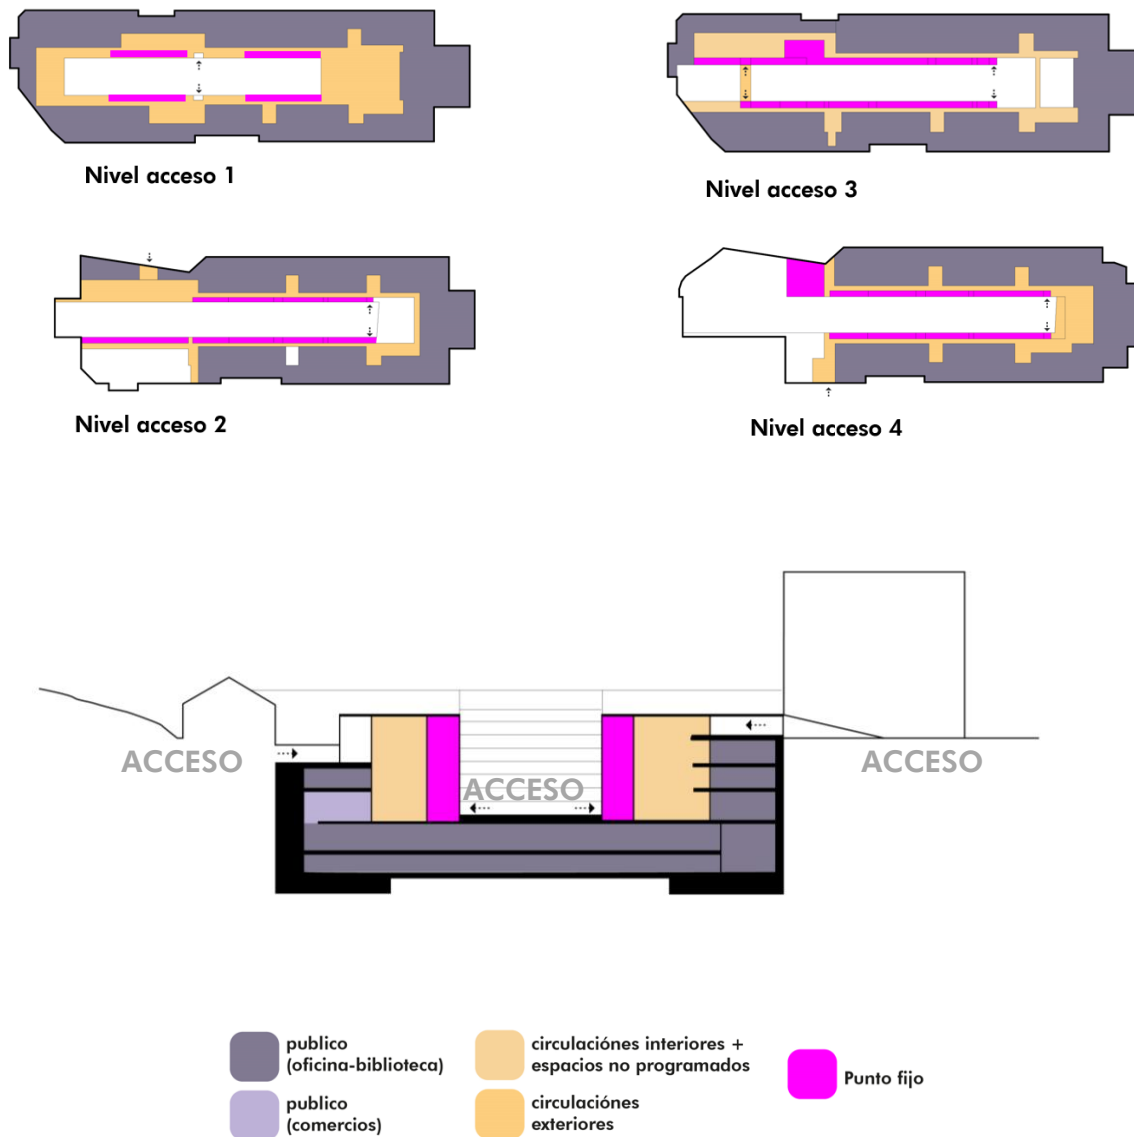 Nivel acceso 1
Nivel acceso 3
Nivel acceso 2
Nivel acceso 4
ACCESO
ACCESO
ACCESO
publico
(oficina-biblioteca)
circulaciónes interiores +
espacios no programados
Punto fijo
publico
(comercios)
circulaciónes
exteriores